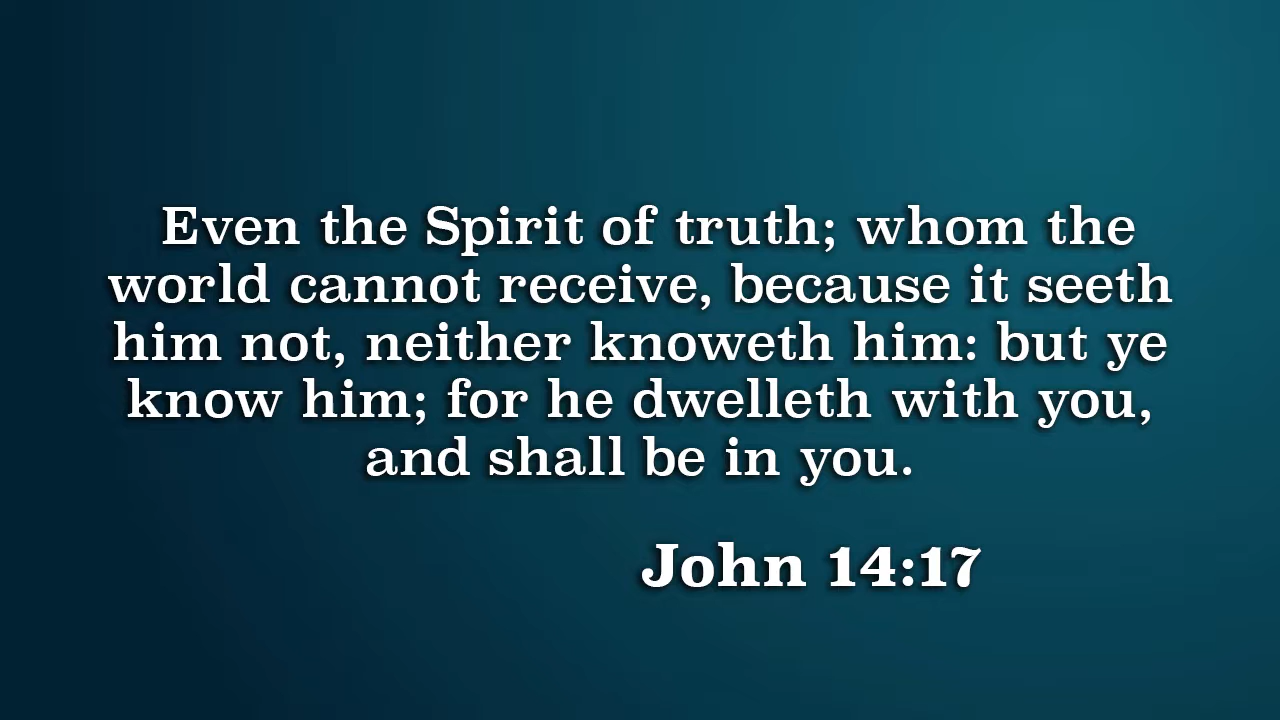 Even the Spirit of truth; whom the
world cannot receive, because it seeth
him not, neither knoweth him: but ye
know him; for he dwelleth with you,
and shall be in you.
John 14:17